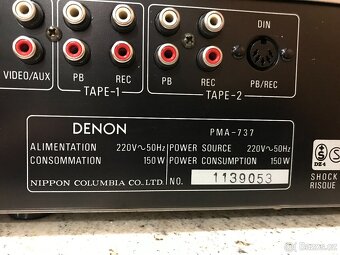 DIN
VIDEO/AUX
PB
REC
PB
REC
PB/REC
TAPE-1
TAPE-2
DENON
PMA-737
ALIMENTATION 220V~50Hz POWER SOURCE 220V~50Hz
CONSOMMATION 150W POWER CONSUMPTION 150W
NIPPON COLUMBIA CO., LTD. NO. 1139053
DZ4
SHOCK
RISQUE